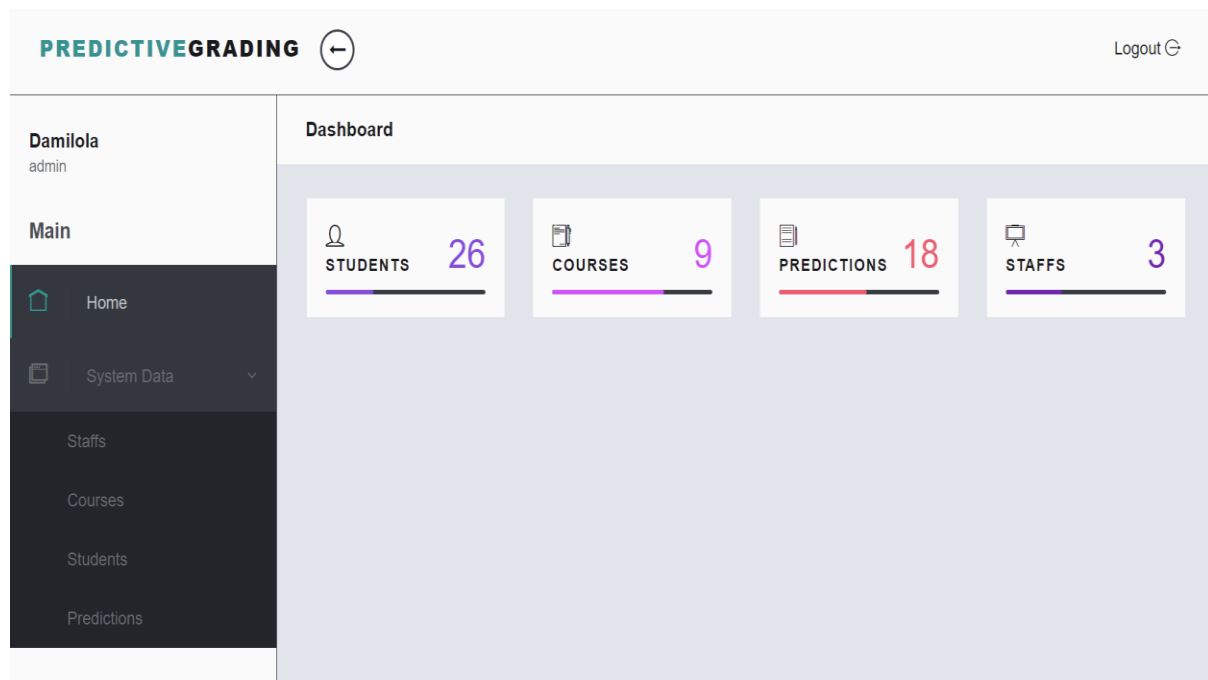 PREDICTIVEGRADING
Logout
Damilola
admin
Main
Home
System Data
Staffs
Courses
Students
Predictions
Dashboard
STUDENTS 26
COURSES 9
PREDICTIONS 18
STAFFS 3